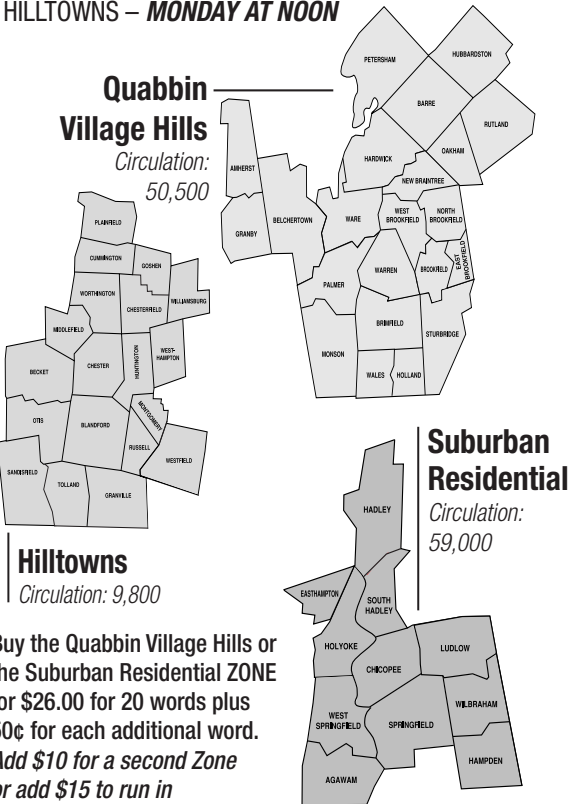 HILLTOWNS – MONDAY AT NOON
Quabbin
Village Hills
Circulation:
50,500
PETERSHAM
HUBBARDSTON
BARRE
RUTLAND
HARDWICK
OAKHAM
NEW BRAINTREE
AMHERST
BELCHERTOWN
GRANBY
WARE
WEST
BROOKFIELD
NORTH
BROOKFIELD
EAST
BROOKFIELD
BROOKFIELD
WARREN
PALMER
BRIMFIELD
STURBRIDGE
MONSON
WALES
HOLLAND
PLAINFIELD
CUMMINGTON
GOSHEN
WORTHINGTON
CHESTERFIELD
WILLIAMSBURG
MIDDLEFIELD
WEST-
HAMPTON
HUNTINGTON
CHESTER
BECKET
MONTGOMERY
OTIS
BLANDFORD
RUSSELL
WESTFIELD
SANDISFIELD
TOLLAND
GRANVILLE
Hilltowns
Circulation: 9,800
Suburban
Residential
Circulation:
59,000
HADLEY
EASTHAMPTON
SOUTH
HADLEY
HOLYOKE
CHICOPEE
LUDLOW
WILBRAHAM
WEST
SPRINGFIELD
SPRINGFIELD
HAMPDEN
AGAWAM
Buy the Quabbin Village Hills or
the Suburban Residential ZONE
for $26.00 for 20 words plus
50¢ for each additional word.
Add $10 for a second Zone
or add $15 to run in